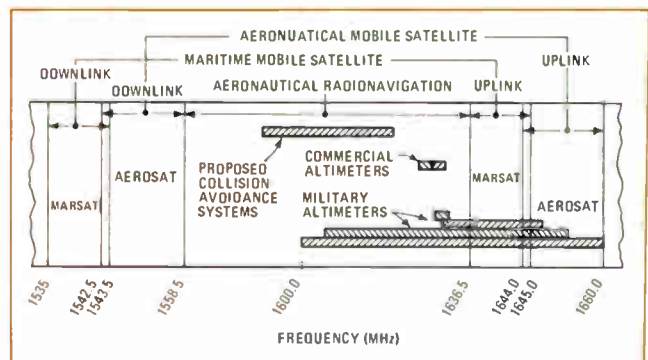 AERONUATICAL MOBILE SATELLITE
MARITIME MOBILE SATELLITE
UPLINK
DOWNLINK
AERONAUTICAL RADIONAVIGATION
UPLINK
DOWNLINK
PROPOSED
COLLISION
AVOIDANCE
SYSTEMS
COMMERCIAL
ALTIMETERS
MILITARY
ALTIMETERS
MARSAT
AEROSAT
MARSAT
AEROSAT
1535
1542.5
1543.5
1558.5
1600.0
1636.5
1644.0
1645.0
1660.0
FREQUENCY (MHz)